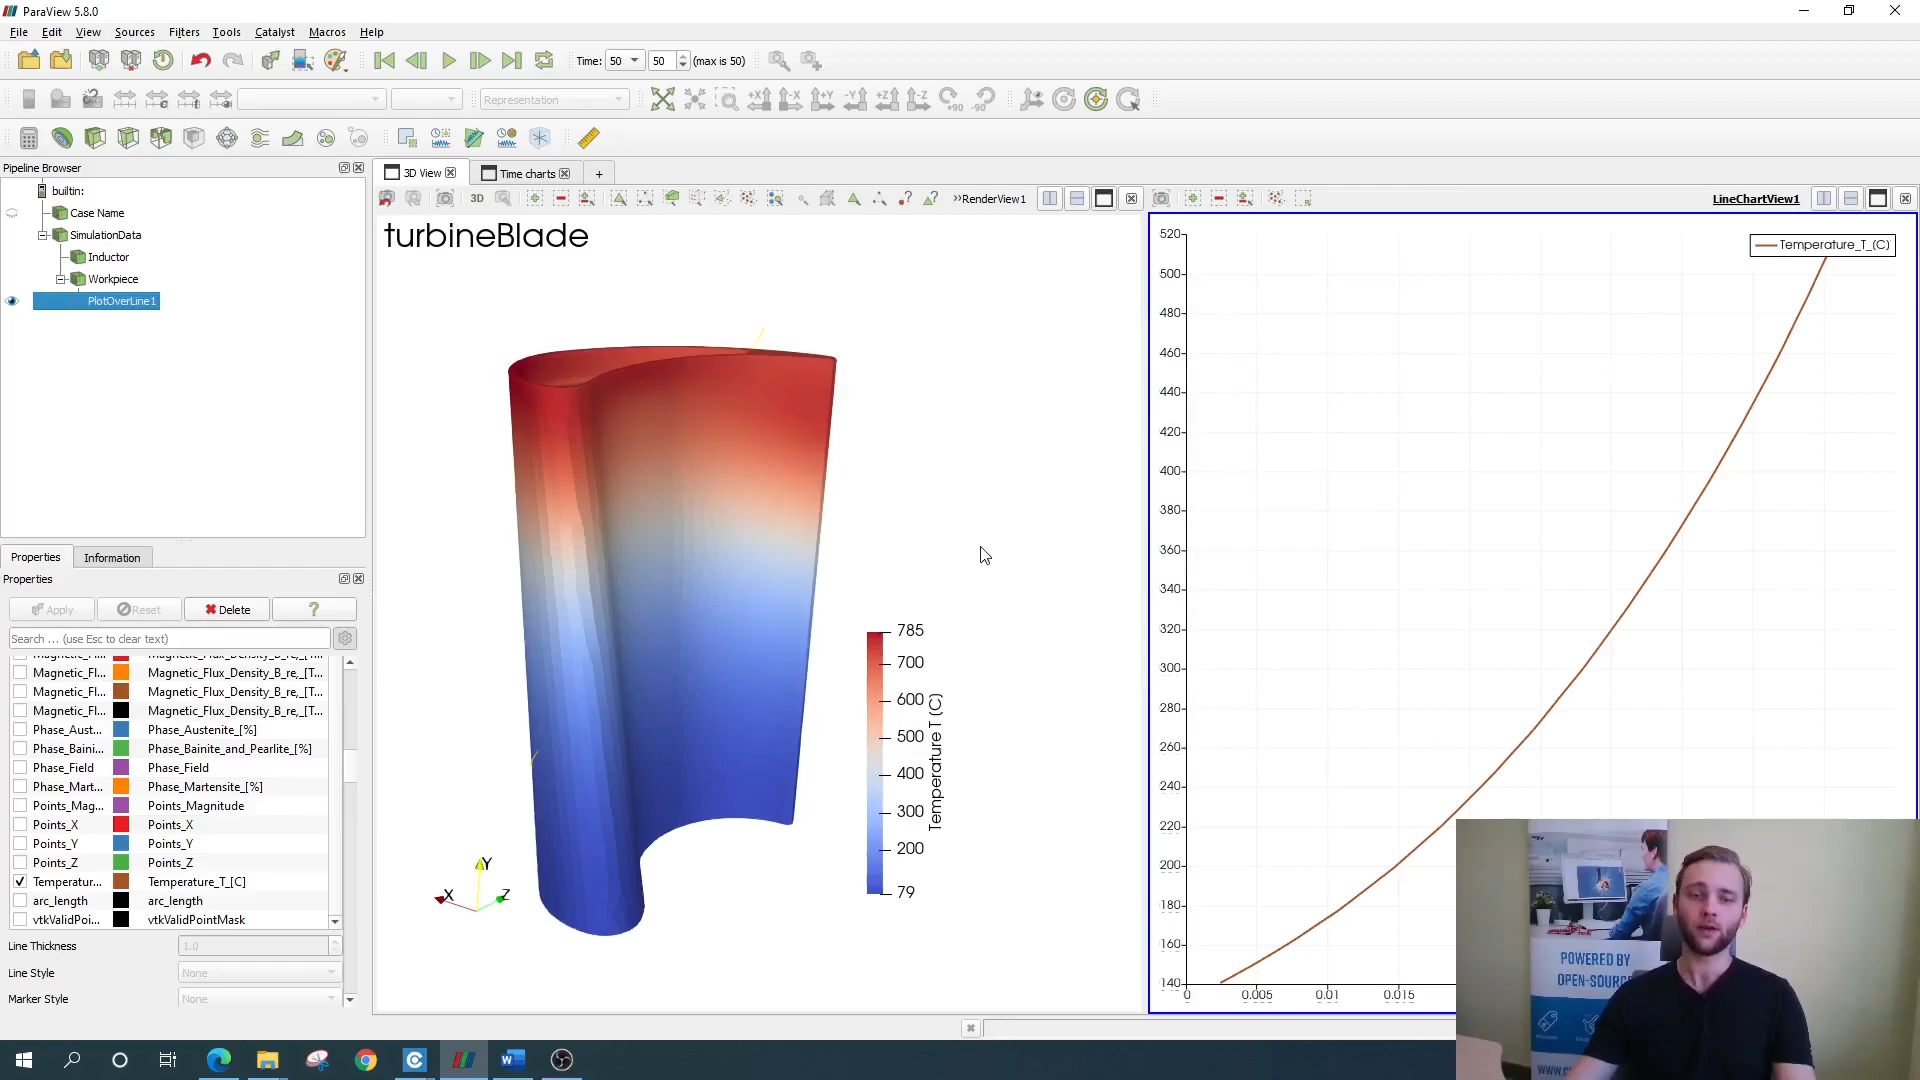 ParaView 5.8.0
File Edit View Sources Filters Tools Catalyst Macros Help
Time: 50 50 (max is 50)
Representation
+X -X +Y -Y +Z -Z +90 -90
Pipeline Browser
builtin:
Case Name
SimulationData
Inductor
Workpiece
PlotOverLine1
3D View
Time charts
+
3D
»RenderView1
LineChartView1
turbineBlade
Temperature_T_(C)
520
500
480
460
440
420
400
380
360
340
320
300
280
260
240
220
200
180
160
140
0 0.005 0.01 0.015
785
700
600
500
400
300
200
79
Temperature T (C)
X Y Z
Properties Information
Properties
Apply Reset Delete ?
Search ... (use Esc to clear text)
Magnetic_Fl... Magnetic_Flux_Density_B_re,_[T...
Magnetic_Fl... Magnetic_Flux_Density_B_re,_[T...
Magnetic_Fl... Magnetic_Flux_Density_B_re,_[T...
Phase_Aust... Phase_Austenite_[%]
Phase_Baini... Phase_Bainite_and_Pearlite_[%]
Phase_Field Phase_Field
Phase_Mart... Phase_Martensite_[%]
Points_Mag... Points_Magnitude
Points_X Points_X
Points_Y Points_Y
Points_Z Points_Z
Temperatur... Temperature_T_[C]
arc_length arc_length
vtkValidPoi... vtkValidPointMask
Line Thickness 1.0
Line Style None
Marker Style None
POWERED BY
OPEN-SOURC